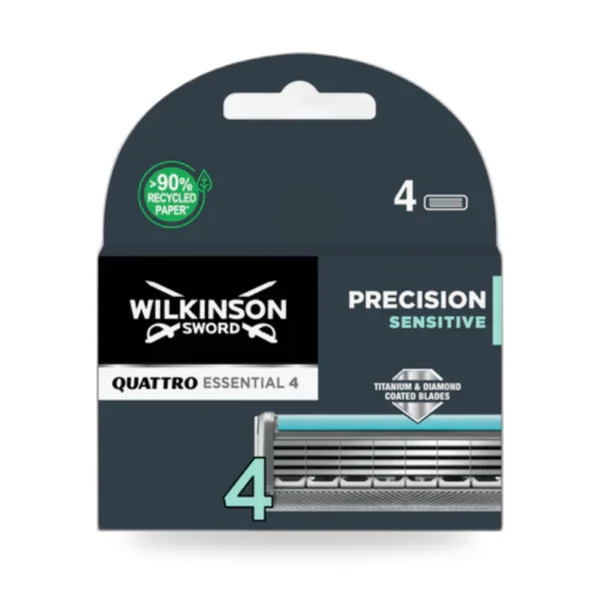 >90%
RECYCLED
PAPER*
4
WILKINSON
SWORD
PRECISION
SENSITIVE
QUATTRO ESSENTIAL 4
TITANIUM & DIAMOND
COATED BLADES
4